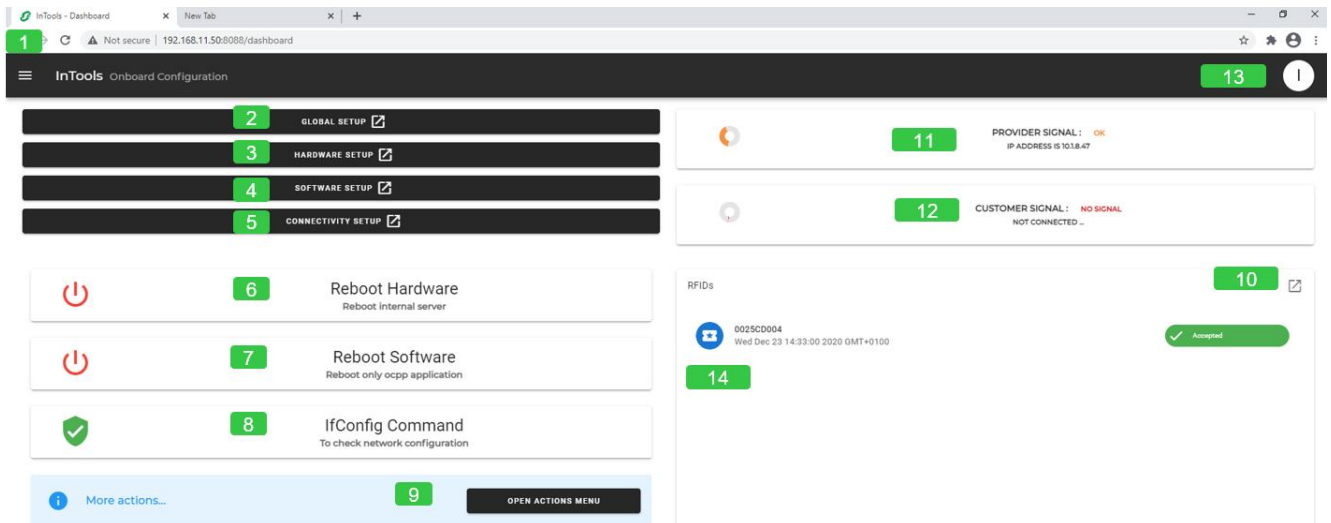 InTools - Dashboard
New Tab
1
Not secure | 192.168.11.50:8088/dashboard
InTools Onboard Configuration
13
I
2
GLOBAL SETUP
3
HARDWARE SETUP
4
SOFTWARE SETUP
5
CONNECTIVITY SETUP
11
PROVIDER SIGNAL : OK
IP ADDRESS IS 10.1.8.47
12
CUSTOMER SIGNAL : NO SIGNAL
NOT CONNECTED ...
6
Reboot Hardware
Reboot internal server
7
Reboot Software
Reboot only ocpp application
8
IfConfig Command
To check network configuration
More actions...
9
OPEN ACTIONS MENU
RFIDs
10
0025CD004
Wed Dec 23 14:33:00 2020 GMT+0100
Accepted
14